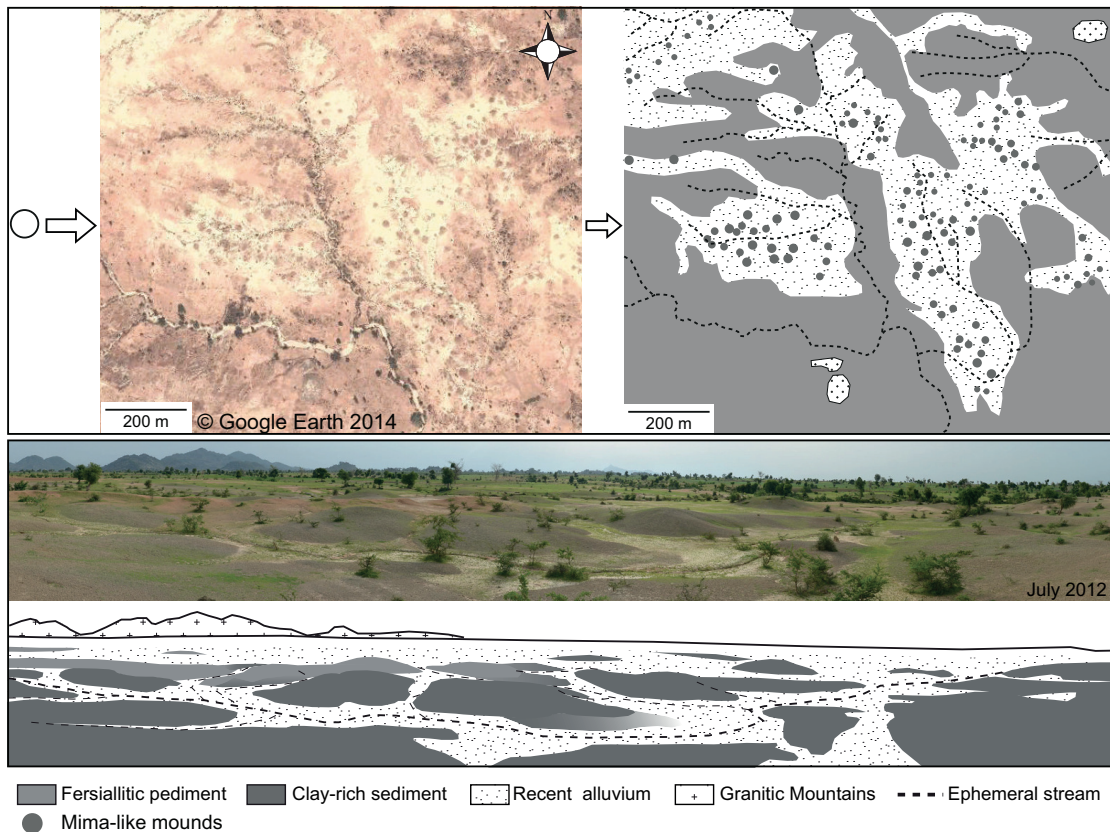 N
200 m
© Google Earth 2014
200 m
July 2012
Fersiallitic pediment
Clay-rich sediment
Recent alluvium
Granitic Mountains
Ephemeral stream
Mima-like mounds